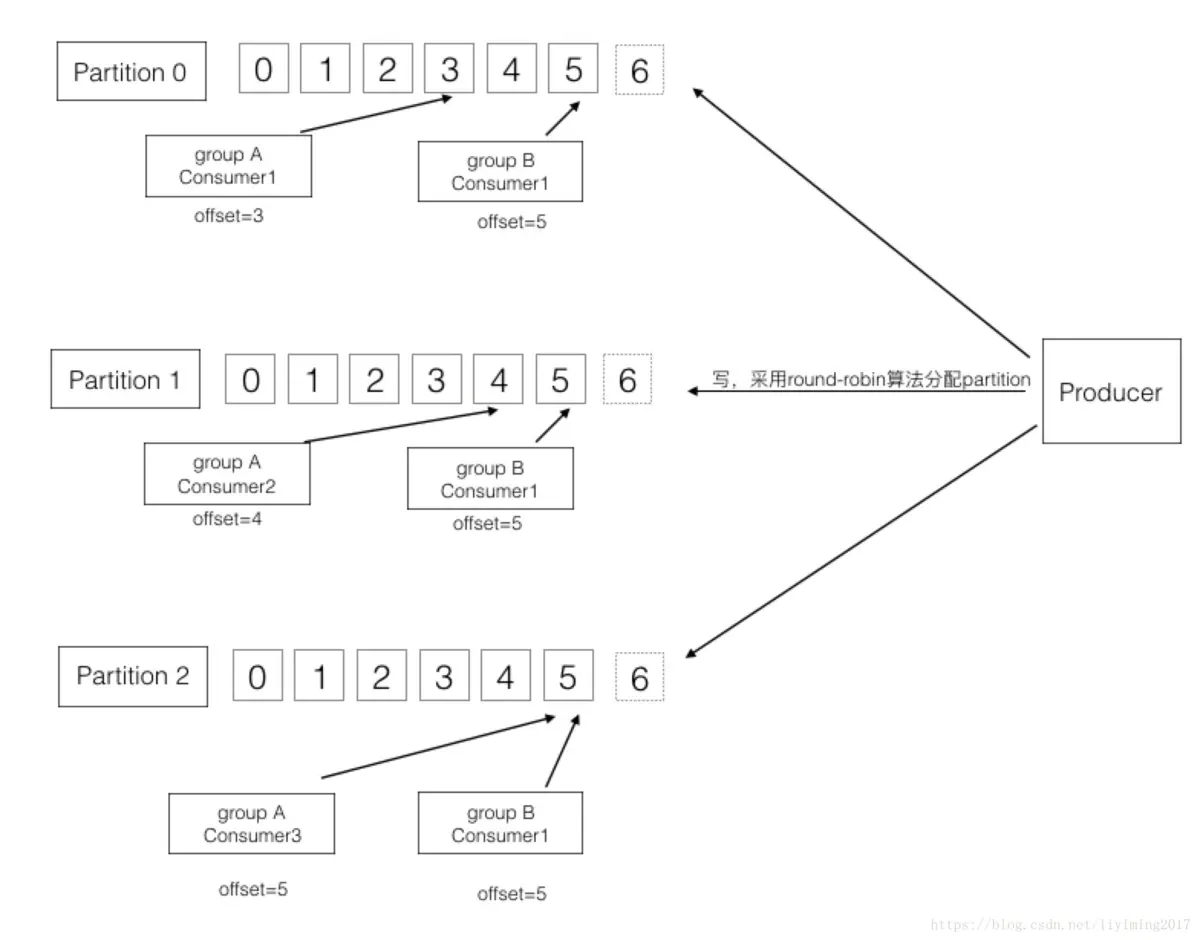 Partition 0
0 1 2 3 4 5 6
group A
Consumer1
offset=3
group B
Consumer1
offset=5
Partition 1
0 1 2 3 4 5 6
写，采用round-robin算法分配partition
Producer
group A
Consumer2
offset=4
group B
Consumer1
offset=5
Partition 2
0 1 2 3 4 5 6
group A
Consumer3
offset=5
group B
Consumer1
offset=5
https://blog.csdn.net/liyiming2017